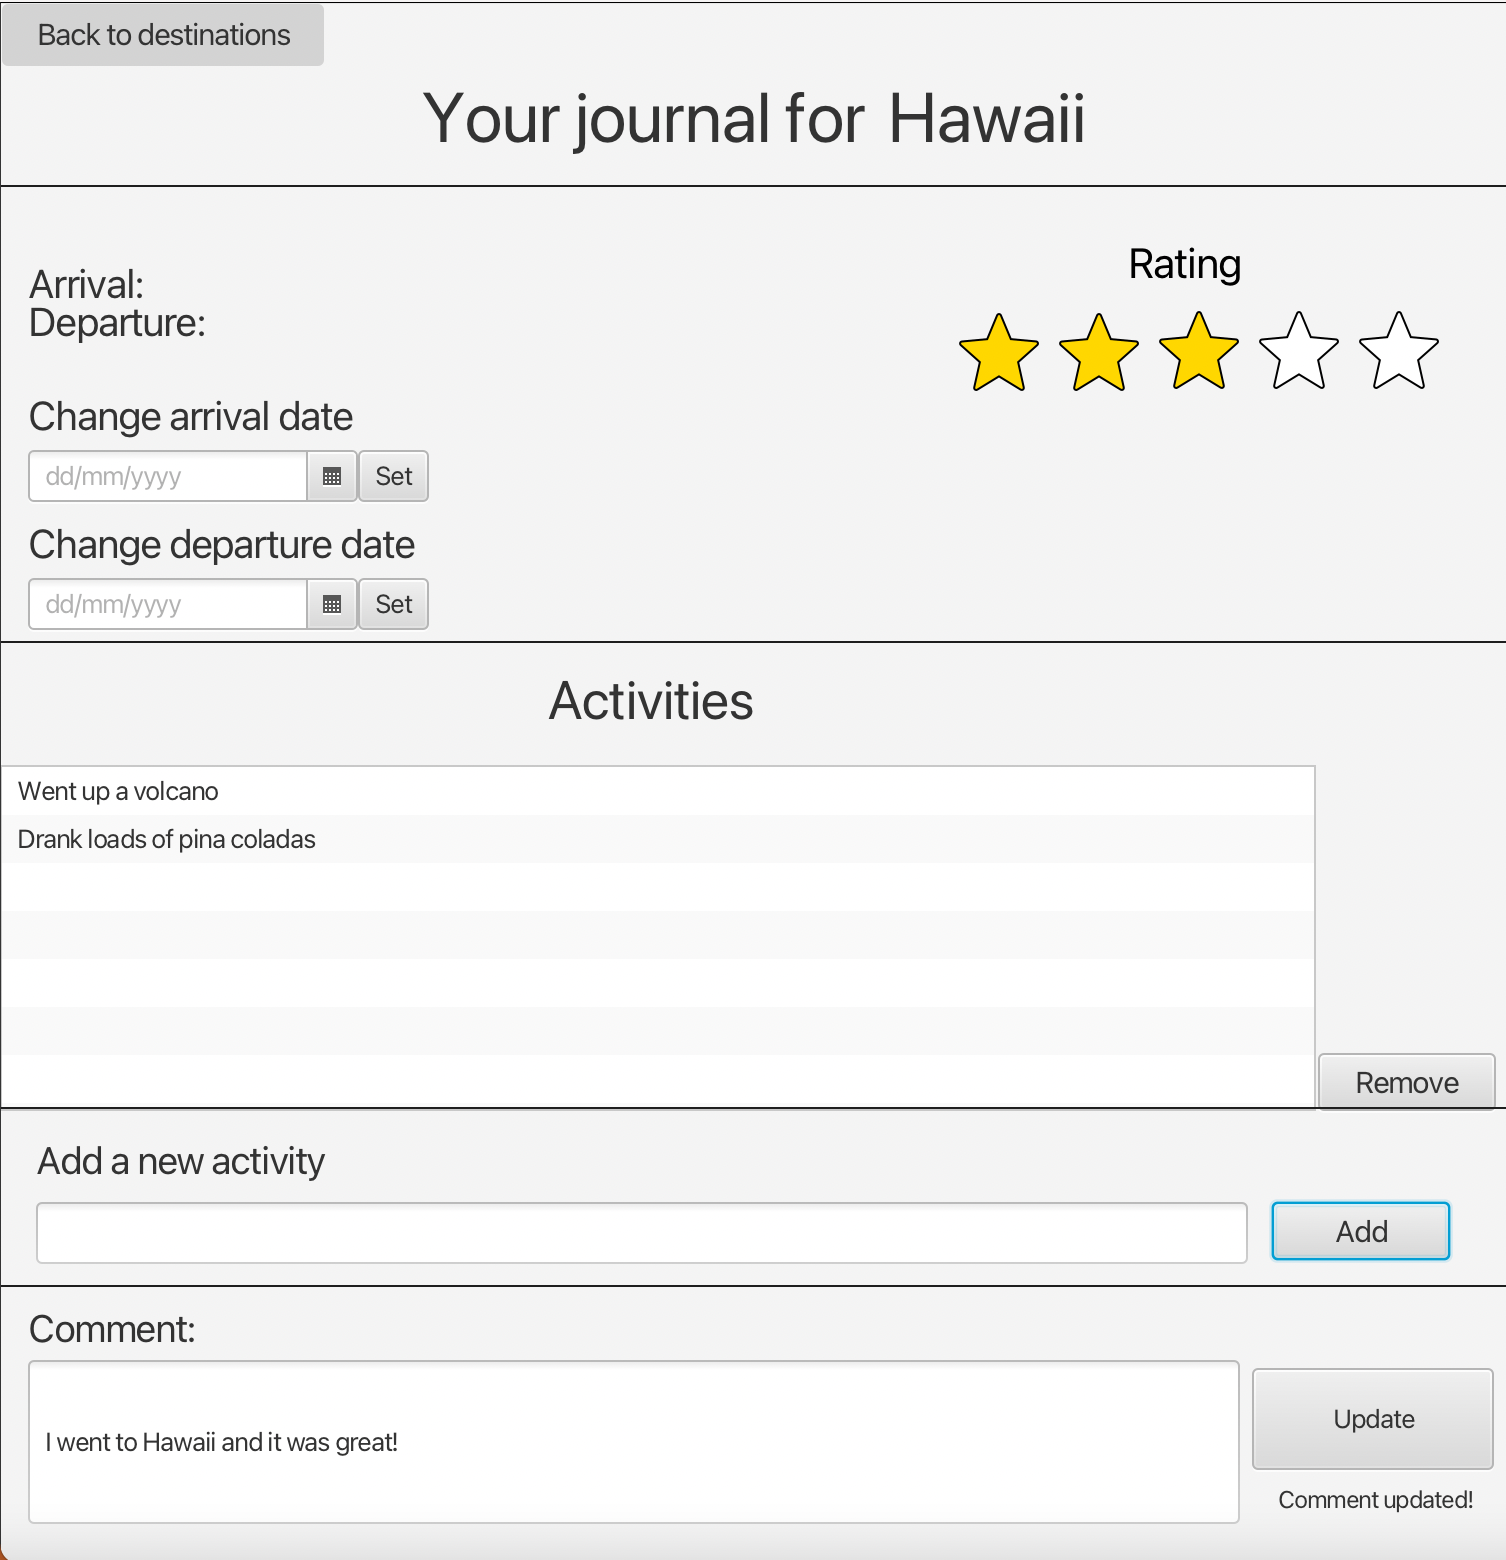 Back to destinations
Your journal for Hawaii
Rating
Arrival:
Departure:
Change arrival date
dd/mm/yyyy Set
Change departure date
dd/mm/yyyy Set
Activities
Went up a volcano
Drank loads of pina coladas
Remove
Add a new activity
Add
Comment:
I went to Hawaii and it was great!
Update
Comment updated!